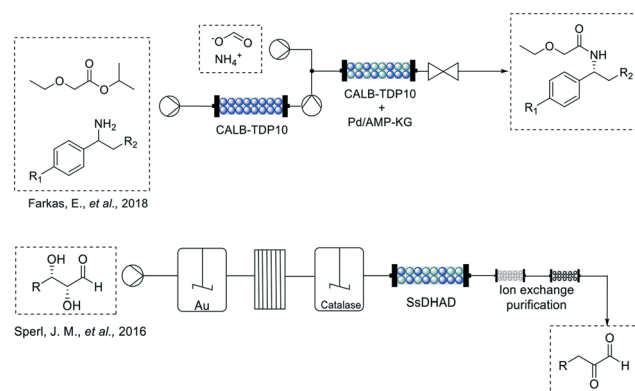 O
O
-O
O
NH4+
O
O
NH2
R2
R1
CALB-TDP10
CALB-TDP10
+
Pd/AMP-KG
O
O
HN
R2
R1
Farkas, E., et al., 2018
OH
O
R
H
OH
Au
Catalase
SsDHAD
Ion exchange
purification
Sperl, J. M., et al., 2016
O
R
H
O